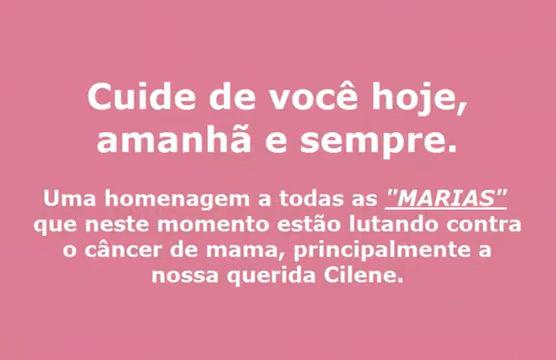 Cuide de você hoje,
amanhã e sempre.
Uma homenagem a todas as "MARIAS"
que neste momento estão lutando contra
o câncer de mama, principalmente a
nossa querida Cilene.